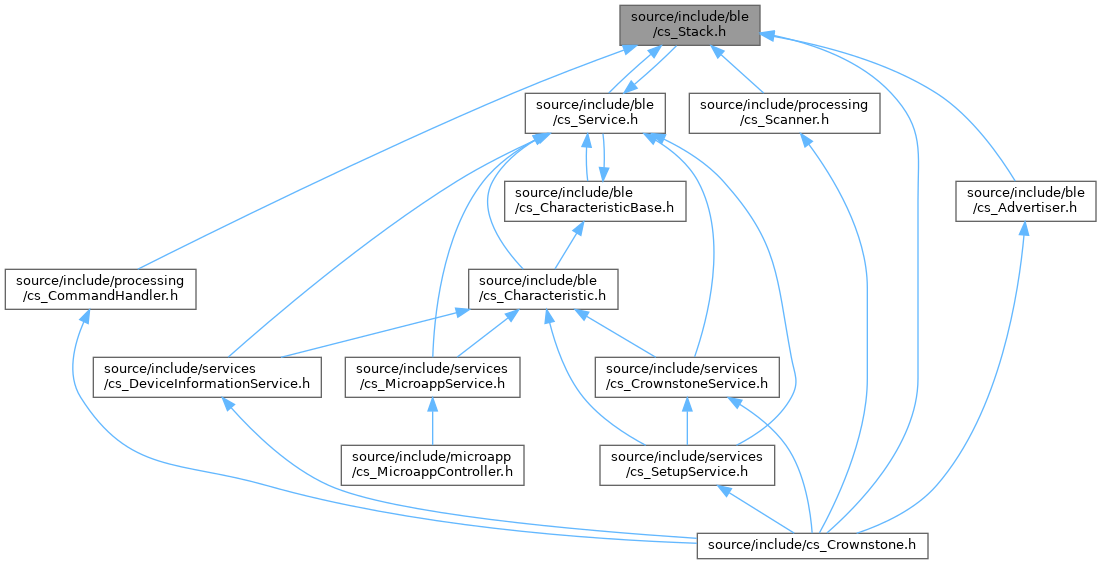 source/include/ble
/cs_Stack.h
source/include/ble
/cs_Service.h
source/include/processing
/cs_Scanner.h
source/include/ble
/cs_CharacteristicBase.h
source/include/ble
/cs_Advertiser.h
source/include/processing
/cs_CommandHandler.h
source/include/ble
/cs_Characteristic.h
source/include/services
/cs_DeviceInformationService.h
source/include/services
/cs_MicroappService.h
source/include/services
/cs_CrownstoneService.h
source/include/microapp
/cs_MicroappController.h
source/include/services
/cs_SetupService.h
source/include/cs_Crownstone.h